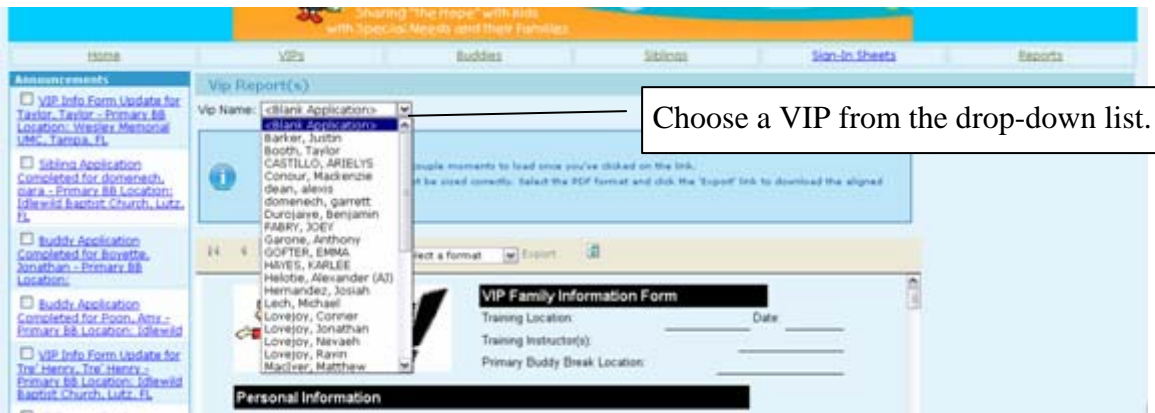 Sharing "the Hope" with Kids
with Special Needs and their Families
Home VIPs Buddies Siblings Sign-In Sheets Reports
Announcements
VIP Info Form Update for
Taylor, Taylor - Primary BB
Location: Wesley Memorial
UMC, Tampa, FL
Sibling Application
Completed for domenech,
oara - Primary BB Location:
Idlewild Baptist Church, Lutz,
FL
Buddy Application
Completed for Boyette,
Jonathan - Primary BB
Location:
Buddy Application
Completed for Poon, Amy -
Primary BB Location: Idlewild
VIP Info Form Update for
Tre' Henry, Tre' Henry -
Primary BB Location: Idlewild
Baptist Church, Lutz, FL
Vip Report(s)
Vip Name: <Blank Application>
<Blank Application>
Barker, Justin
Booth, Taylor
CASTILLO, ARIELYS
Conour, Mackenzie
dean, alexis
domenech, garrett
Durojaiye, Benjamin
FABRY, JOEY
Garone, Anthony
GOFTER, EMMA
HAYES, KARLEE
Helotie, Alexander (AJ)
Hernandez, Josiah
Lech, Michael
Lovejoy, Conner
Lovejoy, Jonathan
Lovejoy, Nevaeh
Lovejoy, Ravin
MacIver, Matthew
Choose a VIP from the drop-down list.
couple moments to load once you've clicked on the link.
t be sized correctly. Select the PDF format and click the 'Export' link to download the aligned
ect a format Export
VIP Family Information Form
Training Location: Date:
Training Instructor(s):
Primary Buddy Break Location:
Personal Information